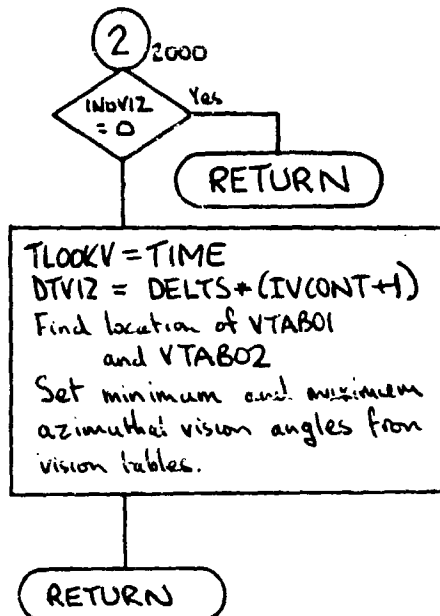 2
2000
INDVIZ
= 0
Yes
RETURN
TLOOKV = TIME
DTVIZ = DELTS*(IVCONT+1)
Find location of VTAB01
and VTAB02
Set minimum and maximum
azimuthal vision angles from
vision tables.
RETURN